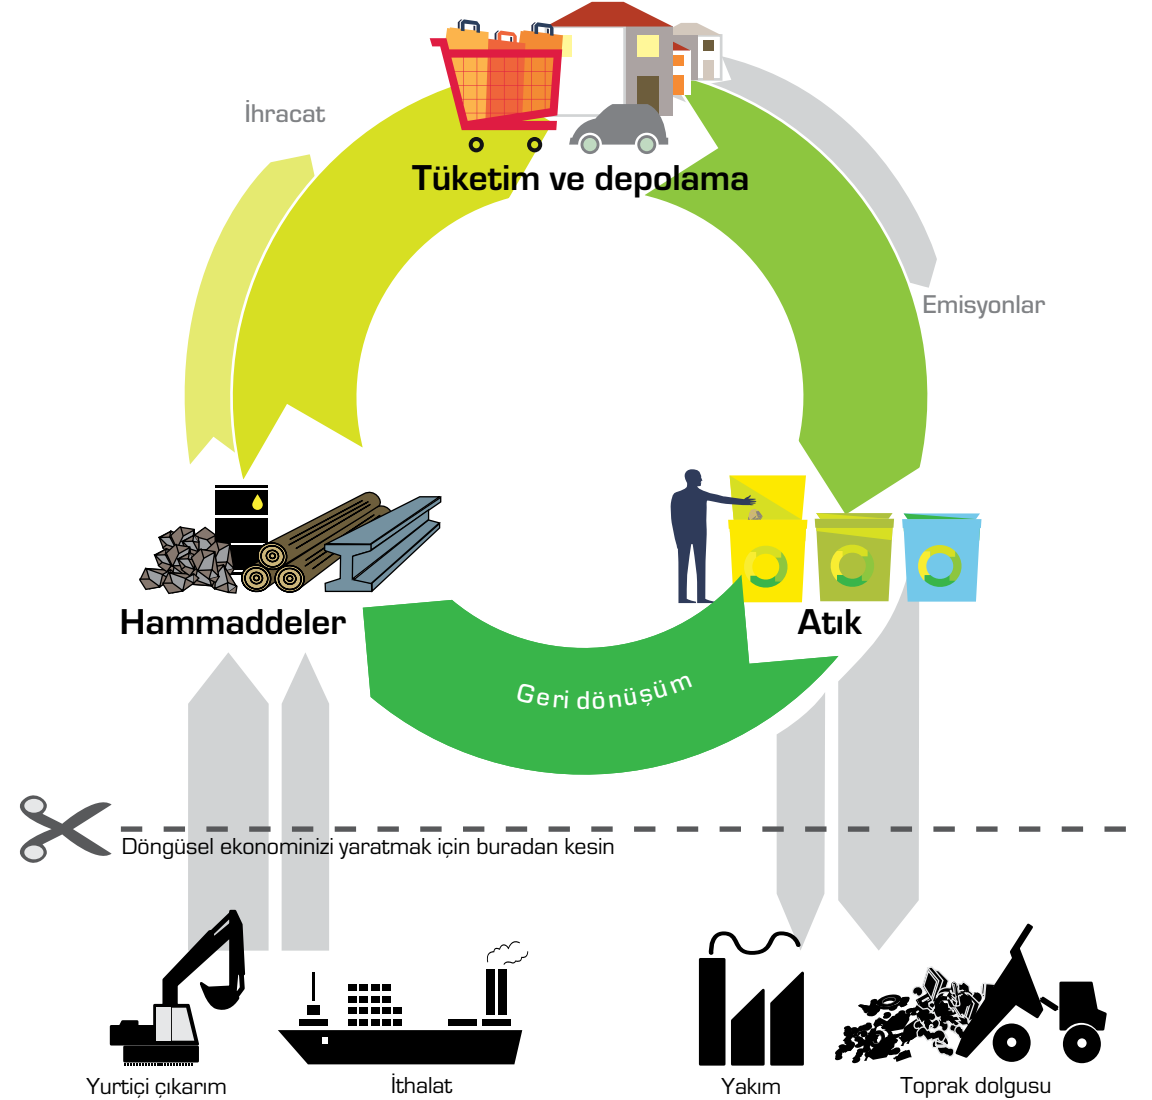 İhracat
Tüketim ve depolama
Emisyonlar
Hammaddeler
Atık
Geri dönüşüm
Döngüsel ekonominizi yaratmak için buradan kesin
Yurtiçi çıkarım
İthalat
Yakım
Toprak dolgusu